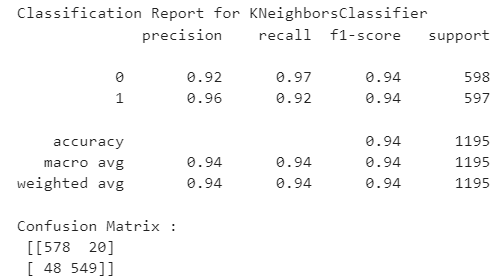 Classification Report for KNeighborsClassifier
precision recall f1-score support
0 0.92 0.97 0.94 598
1 0.96 0.92 0.94 597
accuracy 0.94 1195
macro avg 0.94 0.94 0.94 1195
weighted avg 0.94 0.94 0.94 1195
Confusion Matrix :
[[578 20]
[ 48 549]]